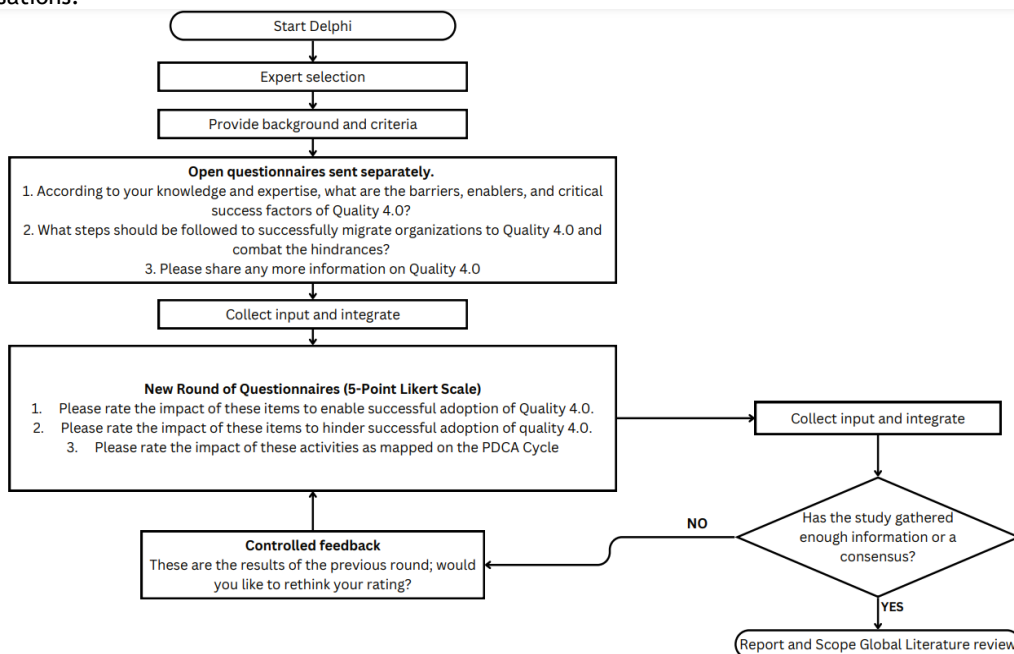 Start Delphi
Expert selection
Provide background and criteria
Open questionnaires sent separately.
1. According to your knowledge and expertise, what are the barriers, enablers, and critical
success factors of Quality 4.0?
2. What steps should be followed to successfully migrate organizations to Quality 4.0 and
combat the hindrances?
3. Please share any more information on Quality 4.0
Collect input and integrate
New Round of Questionnaires (5-Point Likert Scale)
1. Please rate the impact of these items to enable successful adoption of Quality 4.0.
2. Please rate the impact of these items to hinder successful adoption of quality 4.0.
3. Please rate the impact of these activities as mapped on the PDCA Cycle
Collect input and integrate
Has the study gathered
enough information or a
consensus?
NO
Controlled feedback
These are the results of the previous round; would
you like to rethink your rating?
YES
Report and Scope Global Literature review